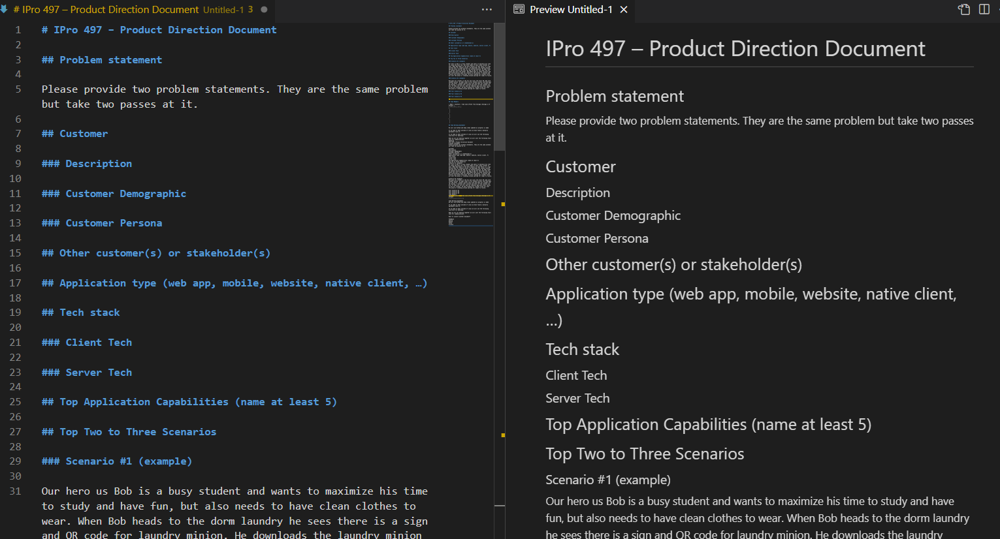 # IPro 497 – Product Direction Document Untitled-1 3
1 # IPro 497 – Product Direction Document
2
3 ## Problem statement
4
5 Please provide two problem statements. They are the same problem
but take two passes at it.
6
7 ## Customer
8
9 ### Description
10
11 ### Customer Demographic
12
13 ### Customer Persona
14
15 ## Other customer(s) or stakeholder(s)
16
17 ## Application type (web app, mobile, website, native client, …)
18
19 ## Tech stack
20
21 ### Client Tech
22
23 ### Server Tech
24
25 ## Top Application Capabilities (name at least 5)
26
27 ## Top Two to Three Scenarios
28
29 ### Scenario #1 (example)
30
31 Our hero us Bob is a busy student and wants to maximize his time
to study and have fun, but also needs to have clean clothes to
wear. When Bob heads to the dorm laundry he sees there is a sign
and QR code for laundry minion. He downloads the laundry minion
Preview Untitled-1
IPro 497 – Product Direction Document
Problem statement
Please provide two problem statements. They are the same problem but take two passes
at it.
Customer
Description
Customer Demographic
Customer Persona
Other customer(s) or stakeholder(s)
Application type (web app, mobile, website, native client,
…)
Tech stack
Client Tech
Server Tech
Top Application Capabilities (name at least 5)
Top Two to Three Scenarios
Scenario #1 (example)
Our hero us Bob is a busy student and wants to maximize his time to study and have
fun, but also needs to have clean clothes to wear. When Bob heads to the dorm laundry
he sees there is a sign and QR code for laundry minion. He downloads the laundry